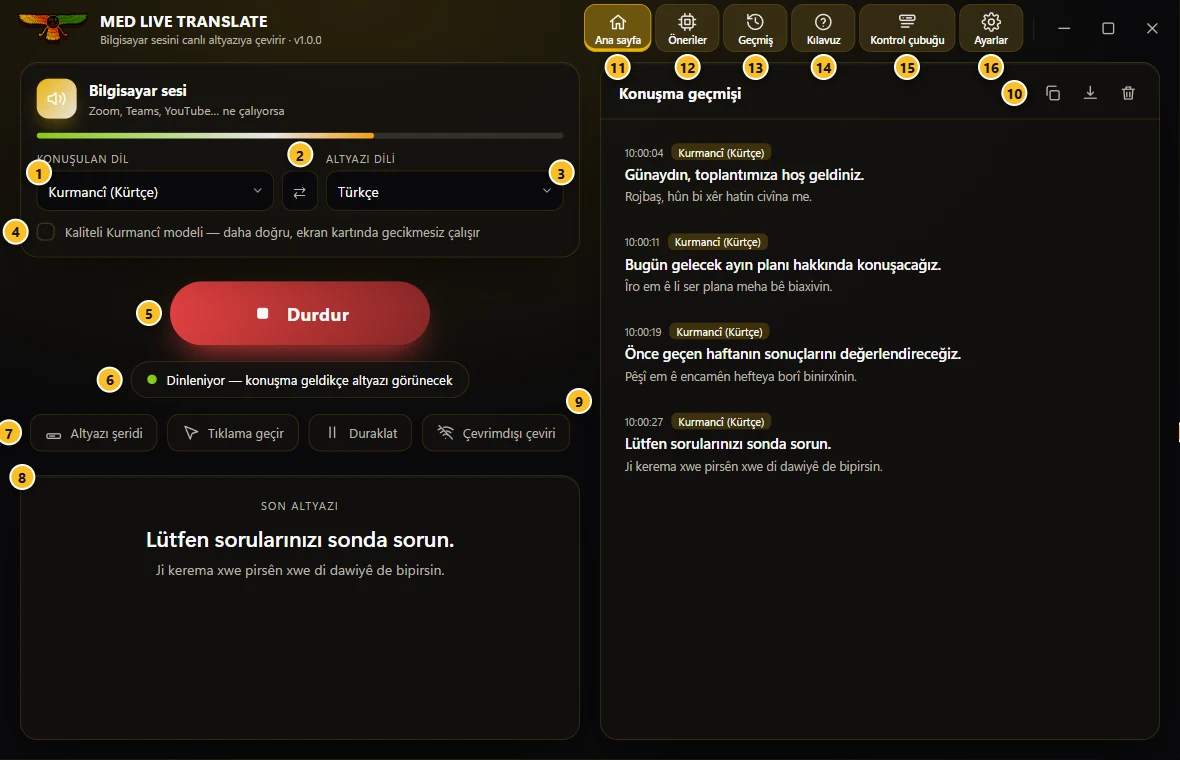 MED LIVE TRANSLATE
Bilgisayar sesini canlı altyazıya çevirir · v1.0.0
Ana sayfa
Öneriler
Geçmiş
Kılavuz
Kontrol çubuğu
Ayarlar
11
12
13
14
15
16
Bilgisayar sesi
Zoom, Teams, YouTube... ne çalıyorsa
KONUŞULAN DİL
2
ALTYAZI DİLİ
1
Kurmancî (Kürtçe)
Türkçe
3
4
Kaliteli Kurmancî modeli — daha doğru, ekran kartında gecikmesiz çalışır
5
Durdur
6
Dinleniyor — konuşma geldikçe altyazı görünecek
9
7
Altyazı şeridi
Tıklama geçir
Duraklat
Çevrimdışı çeviri
8
SON ALTYAZI
Lütfen sorularınızı sonda sorun.
Ji kerema xwe pirsên xwe di dawiyê de bipirsin.
Konuşma geçmişi
10
10:00:04 Kurmancî (Kürtçe)
Günaydın, toplantımıza hoş geldiniz.
Rojbaş, hûn bi xêr hatin civîna me.
10:00:11 Kurmancî (Kürtçe)
Bugün gelecek ayın planı hakkında konuşacağız.
Îro em ê li ser plana meha bê biaxivin.
10:00:19 Kurmancî (Kürtçe)
Önce geçen haftanın sonuçlarını değerlendireceğiz.
Pêşî em ê encamên hefteya borî binirxînin.
10:00:27 Kurmancî (Kürtçe)
Lütfen sorularınızı sonda sorun.
Ji kerema xwe pirsên xwe di dawiyê de bipirsin.